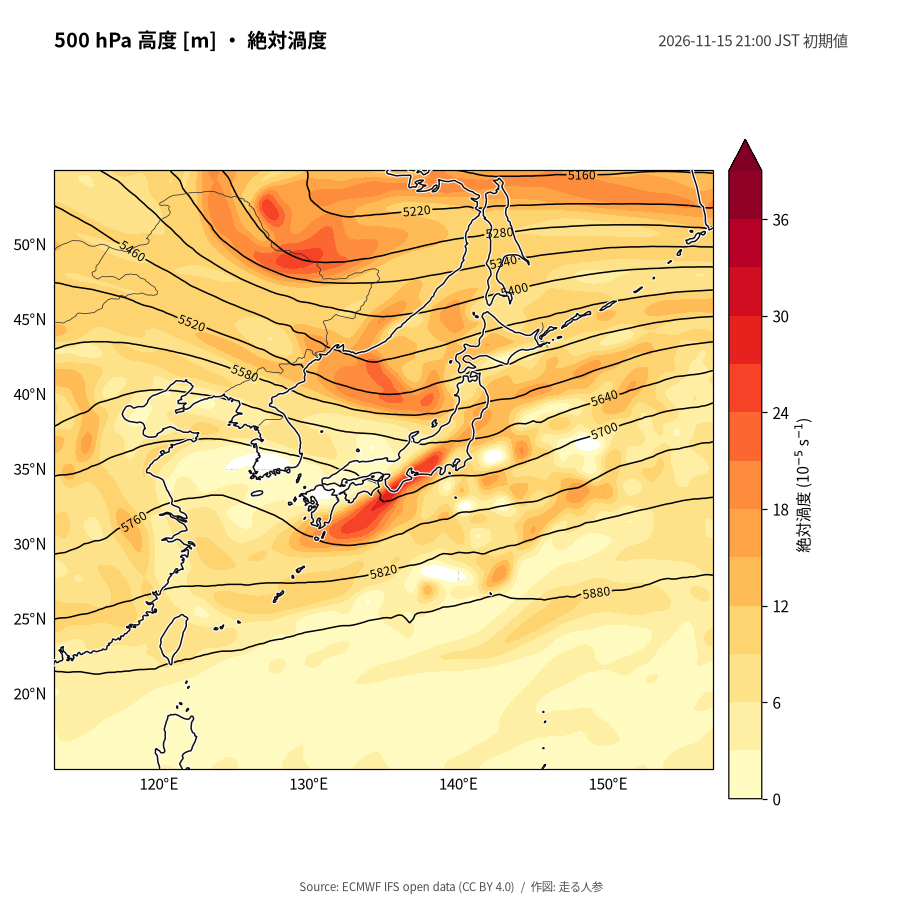 500 hPa 高度 [m] ・ 絶対渦度
2026-11-15 21:00 JST 初期値
5160
5220
5280
5340
5400
5460
5520
5580
5640
5700
5760
5820
5880
50°N
45°N
40°N
35°N
30°N
25°N
20°N
120°E
130°E
140°E
150°E
36
30
24
18
12
6
0
絶対渦度 (10⁻⁵ s⁻¹)
Source: ECMWF IFS open data (CC BY 4.0) / 作図: 走る人参